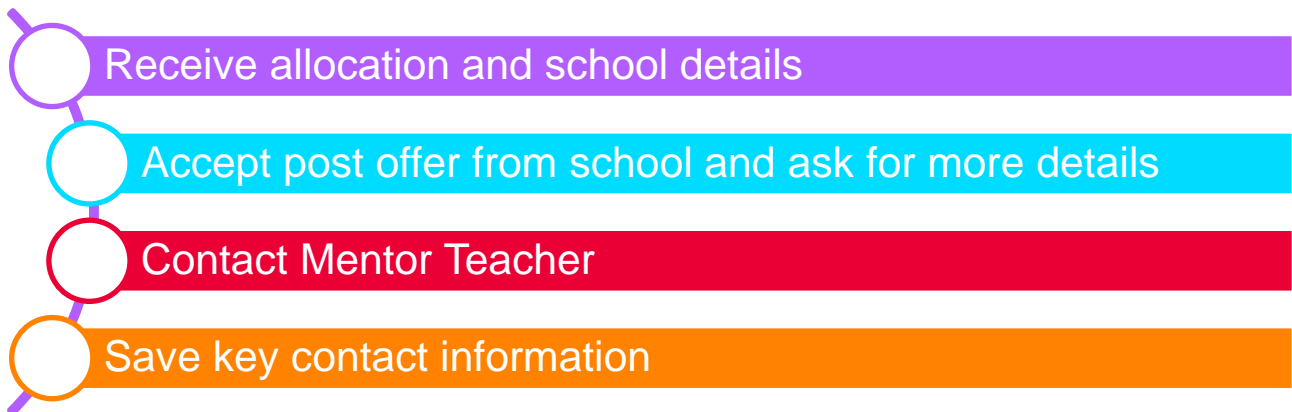 Receive allocation and school details
Accept post offer from school and ask for more details
Contact Mentor Teacher
Save key contact information